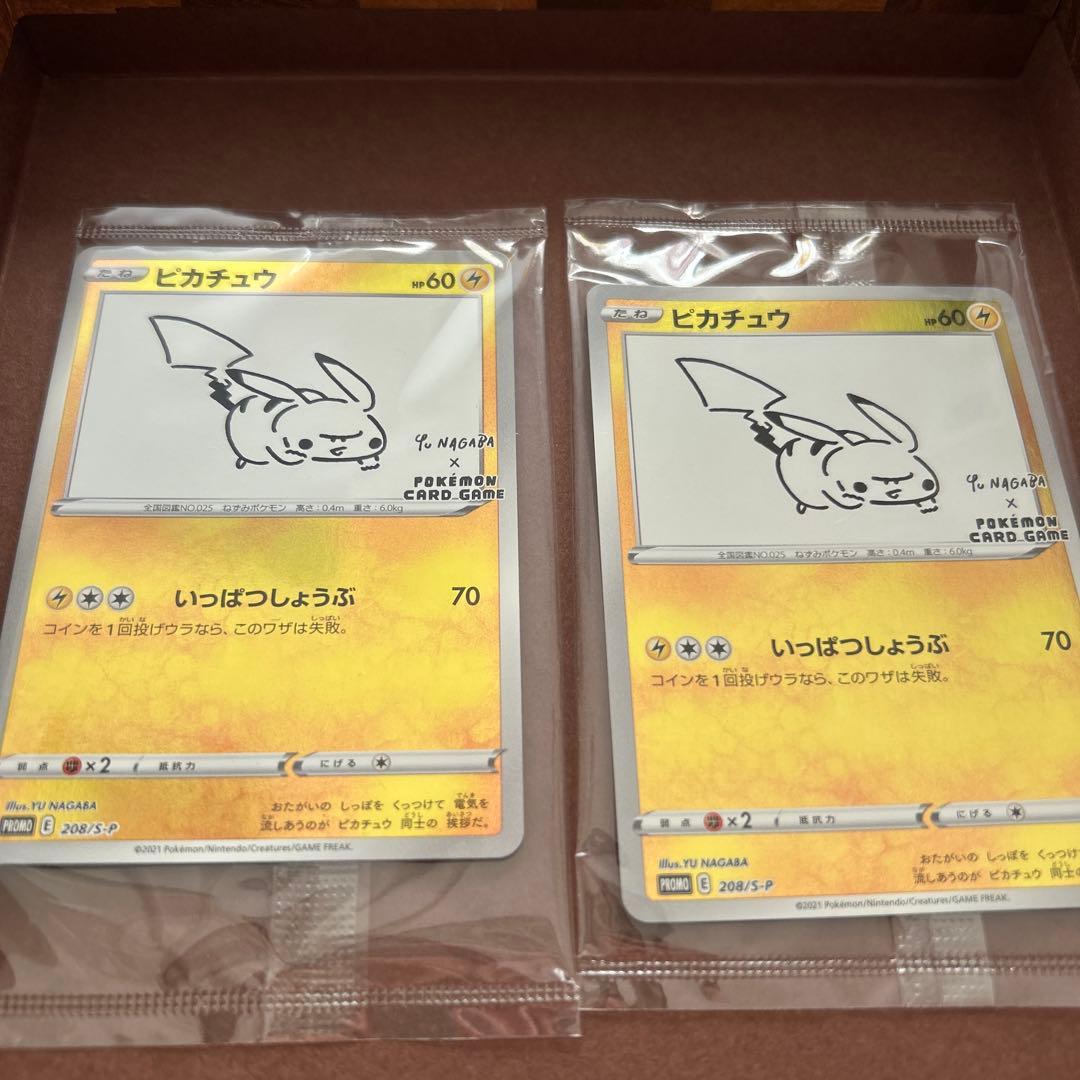 たね ピカチュウ HP60
Yu NAGABA
×
POKÉMON
CARD GAME
全国図鑑NO.025 ねずみポケモン 高さ:0.4m 重さ:6.0kg
いっぱつしょうぶ 70
コインを1回投げウラなら、このワザは失敗。
弱点 ×2 抵抗力 にげる
Illus.YU NAGABA
おたがいの しっぽを くっつけて 電気を
PROMO E 208/S-P
流しあうのが ピカチュウ 同士の 挨拶だ。
©2021 Pokémon/Nintendo/Creatures/GAME FREAK.
たね ピカチュウ HP60
Yu NAGABA
×
POKÉMON
CARD GAME
全国図鑑NO.025 ねずみポケモン 高さ:0.4m 重さ:6.0kg
いっぱつしょうぶ 70
コインを1回投げウラなら、このワザは失敗。
弱点 ×2 抵抗力 にげる
Illus.YU NAGABA
おたがいの しっぽを くっつけ
PROMO E 208/S-P
流しあうのが ピカチュウ 同士の
©2021 Pokémon/Nintendo/Creatures/GAME FREAK.